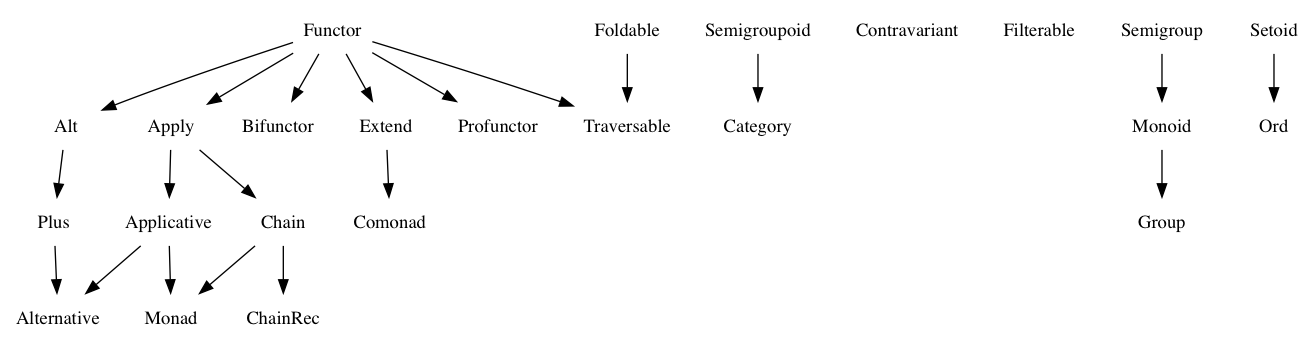 Functor Foldable Semigroupoid Contravariant Filterable Semigroup Setoid
Alt Apply Bifunctor Extend Profunctor Traversable Category Monoid Ord
Plus Applicative Chain Comonad Group
Alternative Monad ChainRec